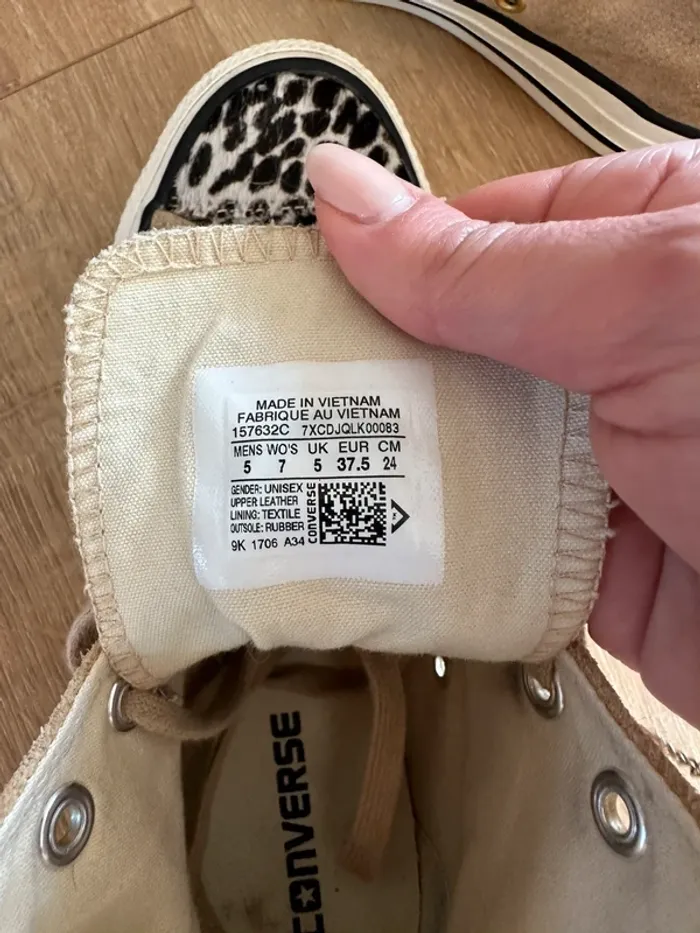 MADE IN VIETNAM
FABRIQUE AU VIETNAM
157632C 7XCDJQLK00083
MENS WO'S UK EUR CM
5 7 5 37.5 24
GENDER: UNISEX
UPPER LEATHER
LINING: TEXTILE
OUTSOLE: RUBBER
9K 1706 A34
CONVERSE
CONVERSE